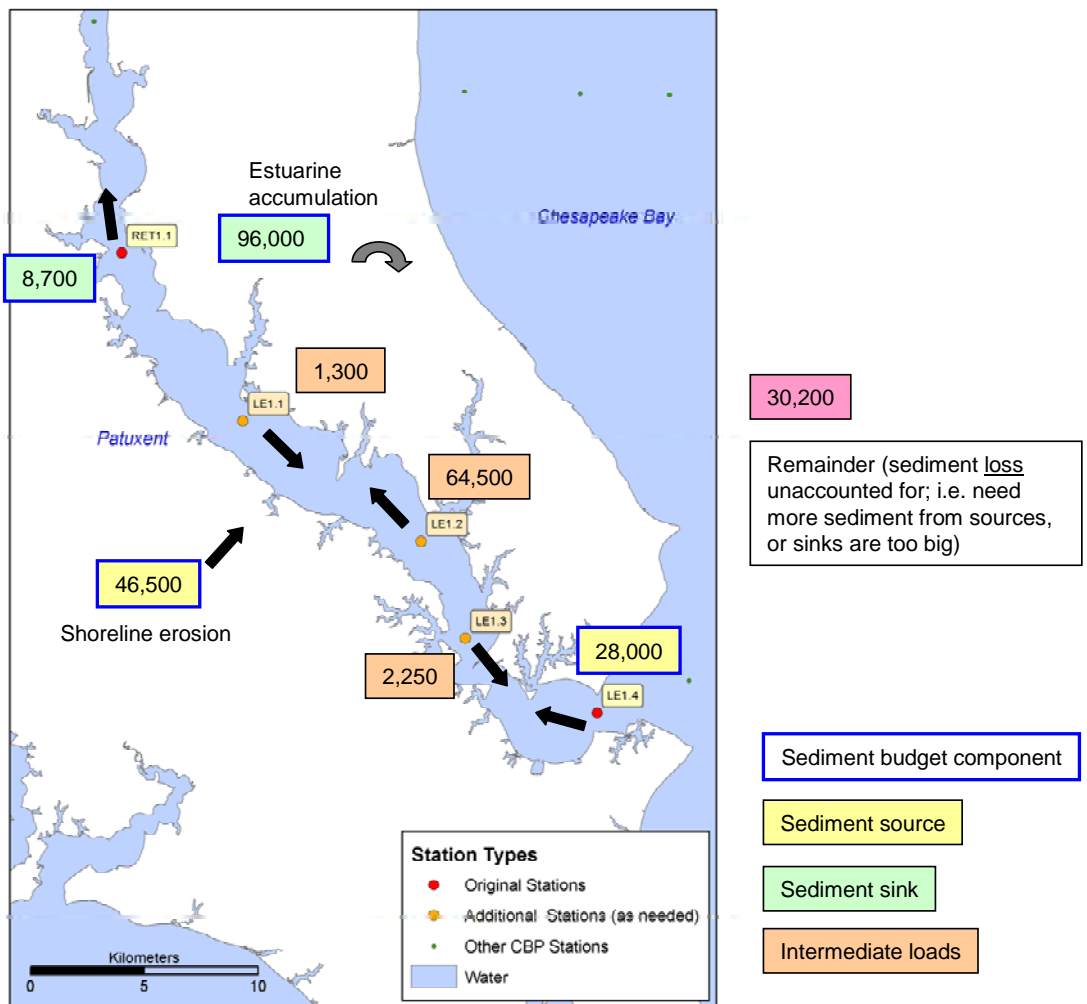 Estuarine
accumulation
96,000
Chesapeake Bay
RET1.1
8,700
1,300
LE1.1
30,200
Patuxent
Remainder (sediment loss
unaccounted for; i.e. need
more sediment from sources,
or sinks are too big)
64,500
LE1.2
46,500
Shoreline erosion
LE1.3
28,000
2,250
LE1.4
Sediment budget component
Sediment source
Sediment sink
Intermediate loads
Station Types
Original Stations
Additional Stations (as needed)
Other CBP Stations
Water
Kilometers
0 5 10